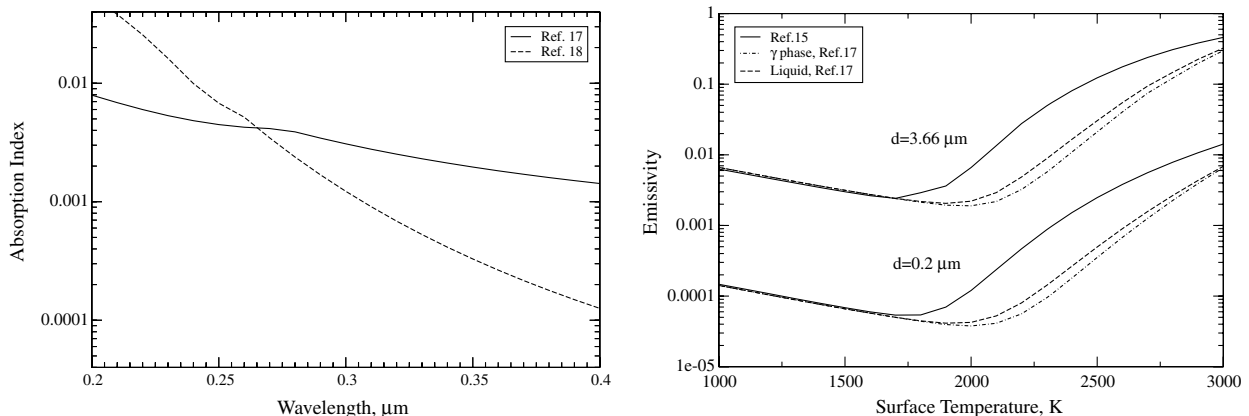 Ref. 17
Ref. 18
0.01
0.001
0.0001
Absorption Index
0.2
0.25
0.3
0.35
0.4
Wavelength, μm
1
0.1
0.01
0.001
0.0001
1e-05
Emissivity
Ref.15
γ phase, Ref.17
Liquid, Ref.17
d=3.66 μm
d=0.2 μm
1000
1500
2000
2500
3000
Surface Temperature, K